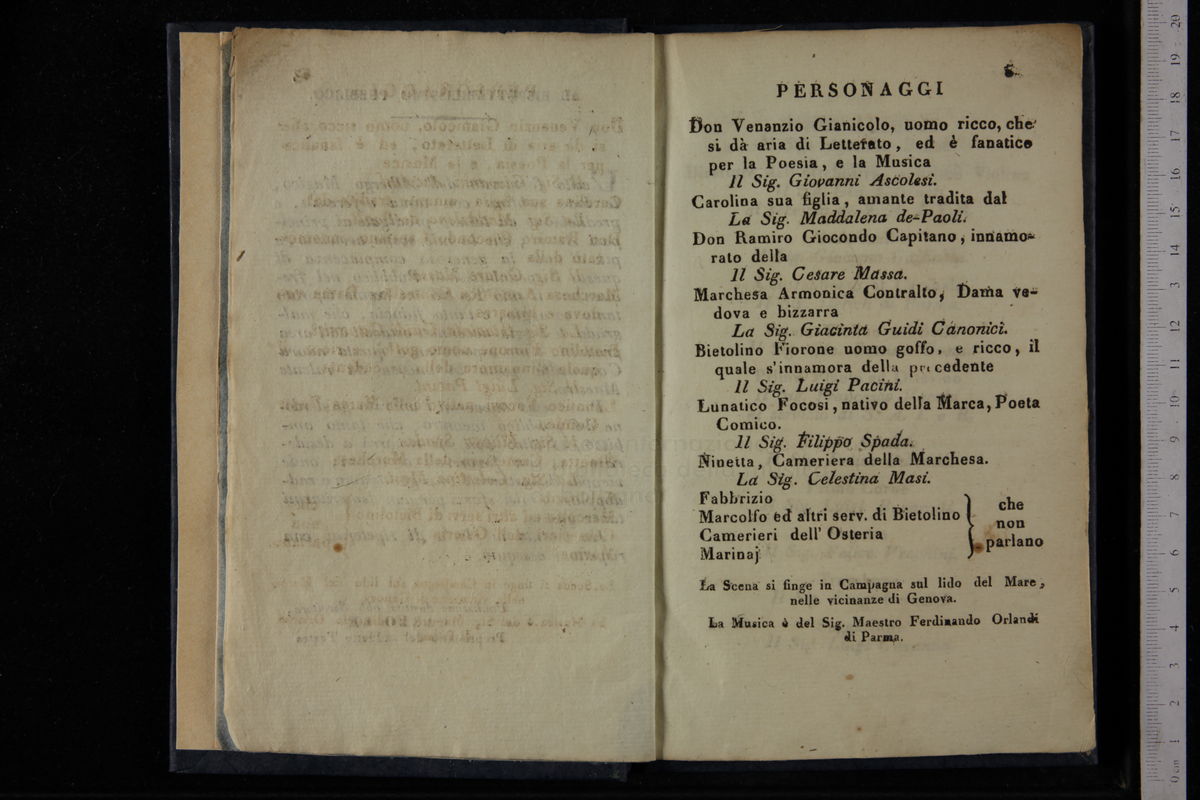 PERSONAGGI
Don Venanzio Gianicolo, uomo ricco, che
si dà aria di Letterato, ed è fanatico
per la Poesia, e la Musica
Il Sig. Giovanni Ascolesi.
Carolina sua figlia, amante tradita dal
La Sig. Maddalena de-Paoli.
Don Ramiro Giocondo Capitano, innamo-
rato della
Il Sig. Cesare Massa.
Marchesa Armonica Contralto, Dama ve-
dova e bizzarra
La Sig. Giacinta Guidi Canonici.
Bietolino Fiorone uomo goffo, e ricco, il
quale s'innamora della precedente
Il Sig. Luigi Pacini.
Lunatico Focosi, nativo della Marca, Poeta
Comico.
Il Sig. Filippo Spada.
Ninetta, Cameriera della Marchesa.
La Sig. Celestina Masi.
Fabbrizio
Marcolfo ed altri serv. di Bietolino
Camerieri dell' Osteria
Marinaj
che
non
parlano
La Scena si finge in Campagna sul lido del Mare,
nelle vicinanze di Genova.
La Musica è del Sig. Maestro Ferdinando Orlandi
di Parma.